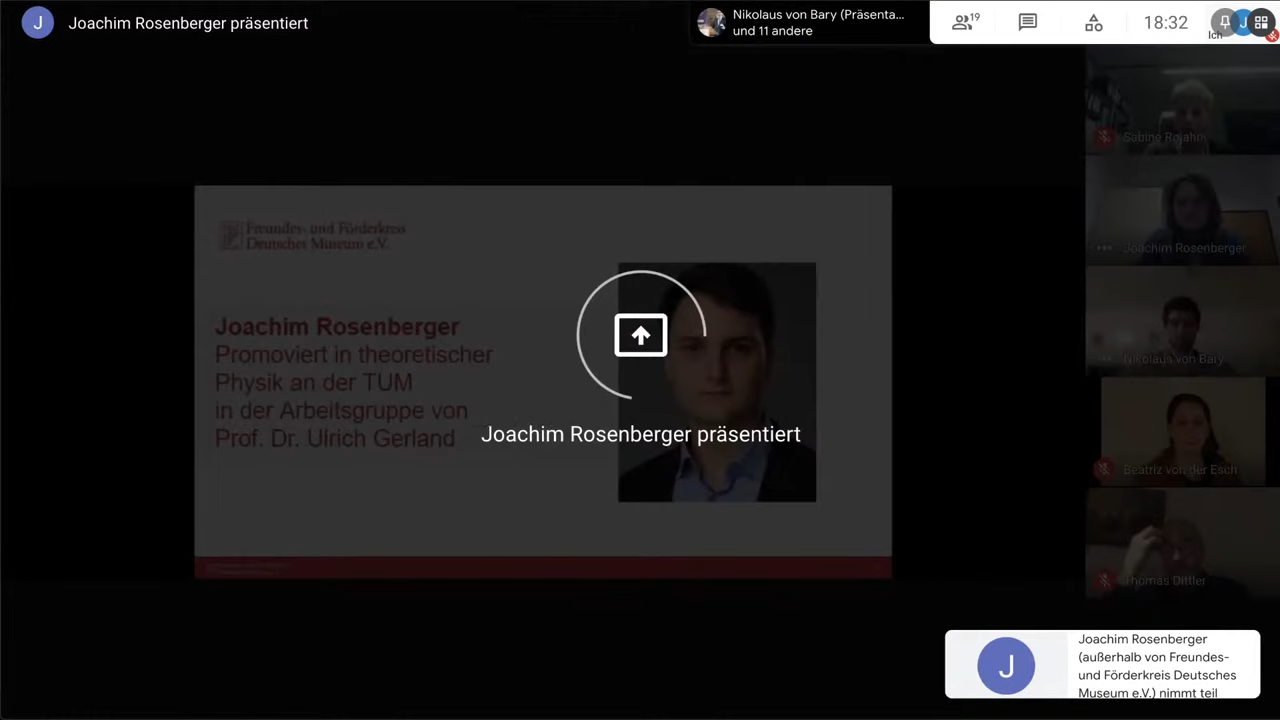 J
Joachim Rosenberger präsentiert
Nikolaus von Bary (Präsenta...
und 11 andere
19
18:32
J
Ich
Sabine Rojahn
Freundes- und Förderkreis
Deutsches Museum e.V.
Joachim Rosenberger
Joachim Rosenberger
Promoviert in theoretischer
Physik an der TUM
in der Arbeitsgruppe von
Prof. Dr. Ulrich Gerland
Joachim Rosenberger präsentiert
Nikolaus von Bary
Beatriz von der Esch
Thomas Dittler
J
Joachim Rosenberger
(außerhalb von Freundes-
und Förderkreis Deutsches
Museum e.V.) nimmt teil